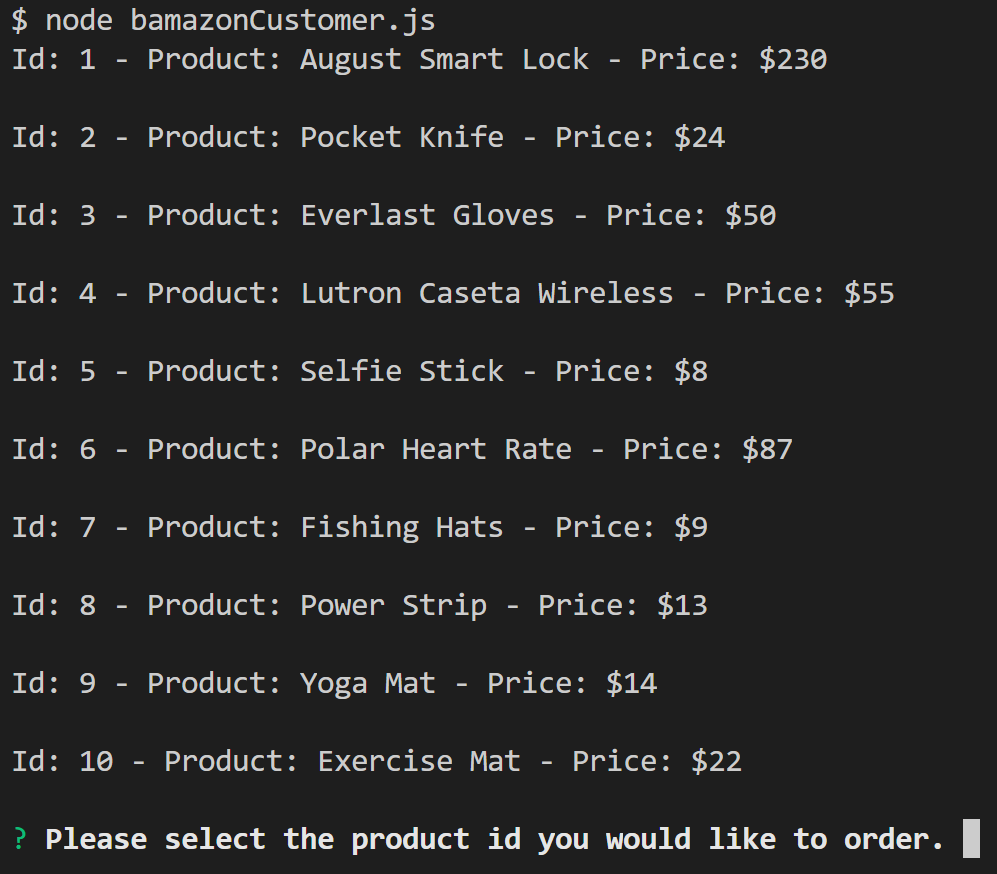 $ node bamazonCustomer.js
Id: 1 - Product: August Smart Lock - Price: $230
Id: 2 - Product: Pocket Knife - Price: $24
Id: 3 - Product: Everlast Gloves - Price: $50
Id: 4 - Product: Lutron Caseta Wireless - Price: $55
Id: 5 - Product: Selfie Stick - Price: $8
Id: 6 - Product: Polar Heart Rate - Price: $87
Id: 7 - Product: Fishing Hats - Price: $9
Id: 8 - Product: Power Strip - Price: $13
Id: 9 - Product: Yoga Mat - Price: $14
Id: 10 - Product: Exercise Mat - Price: $22
? Please select the product id you would like to order.